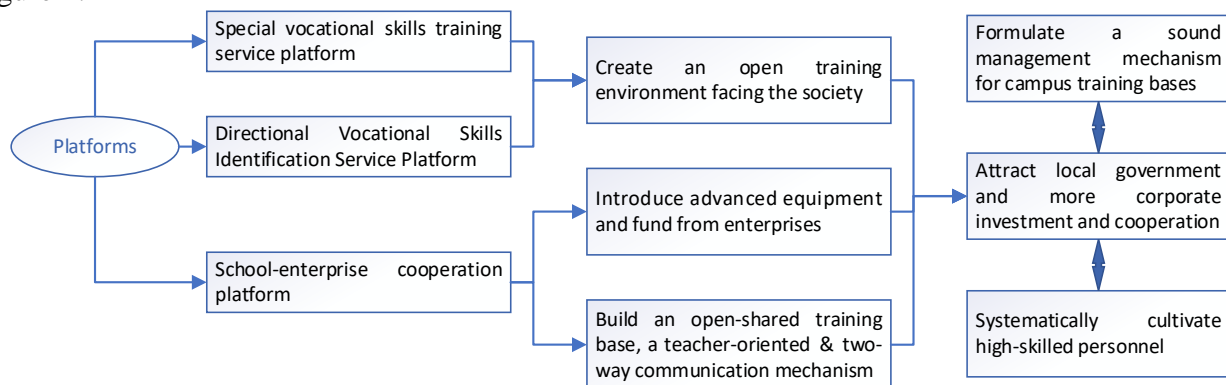 Platforms
Special vocational skills training
service platform
Directional Vocational Skills
Identification Service Platform
School-enterprise cooperation
platform
Create an open training
environment facing the society
Introduce advanced equipment
and fund from enterprises
Build an open-shared training
base, a teacher-oriented & two-
way communication mechanism
Formulate a sound
management mechanism
for campus training bases
Attract local government
and more corporate
investment and cooperation
Systematically cultivate
high-skilled personnel